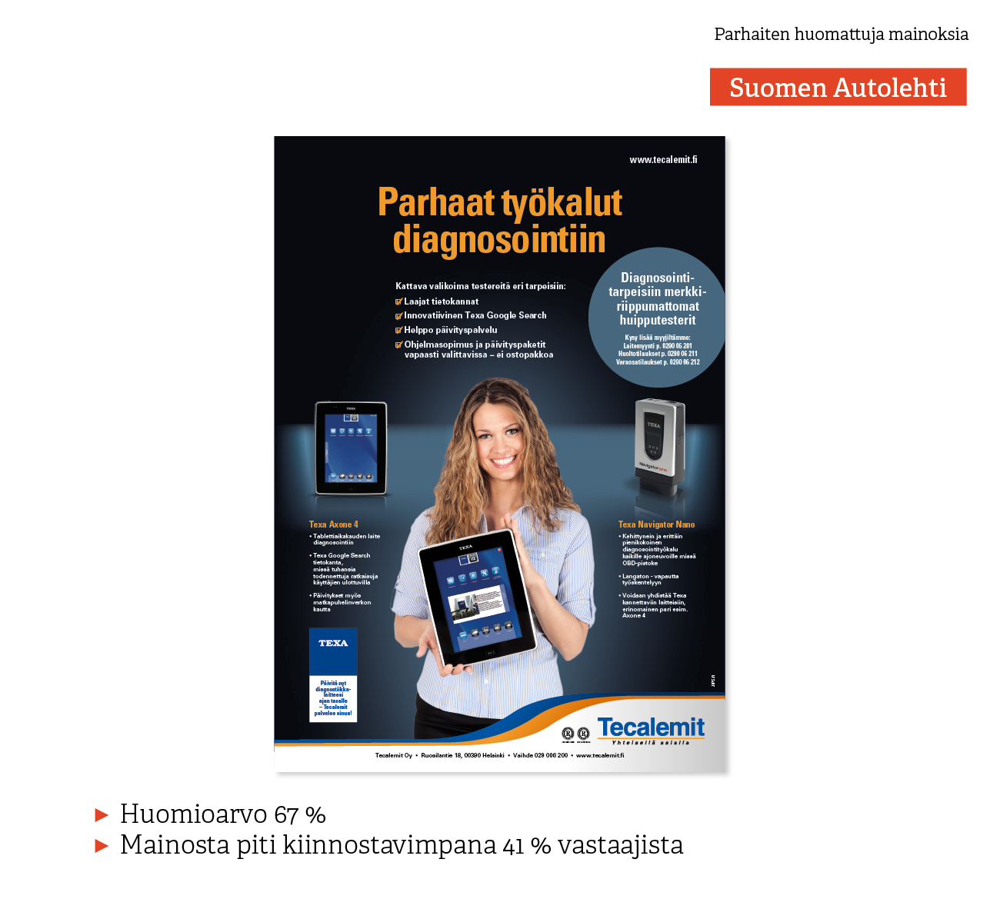 Parhaiten huomattuja mainoksia
Suomen Autolehti
www.tecalemit.fi
Parhaat työkalut
diagnosointiin
Kattava valikoima testereitä eri tarpeisiin:
Laajat tietokannat
Innovatiivinen Texa Google Search
Helppo päivityspalvelu
Ohjelmasopimus ja päivityspaketit
vapaasti valittavissa – ei ostopakkoa
Diagnosointi-
tarpeisiin merkki-
riippumattomat
huipputesterit
Kysy lisää myyjiltämme:
Laitemyynti p. 0290 06 201
Huoltotilaukset p. 0290 06 211
Varaosatilaukset p. 0290 06 212
TEXA
TEXA
Navigator nano
TEXA
Texa Axone 4
• Tablettiaikakauden laite
diagnosointiin
• Texa Google Search
tietokanta,
missä tuhansia
todennettuja ratkaisuja
käyttäjien ulottuvilla
• Päivitykset myös
matkapuhelinverkon
kautta
Texa Navigator Nano
• Kehittynein ja erittäin
pienikokoinen
diagnosointityökalu
kaikille ajoneuvoille missä
OBD-pistoke
• Langaton - vapautta
työskentelyyn
• Voidaan yhdistää Texa
kannettaviin laitteisiin,
erinomainen pari esim.
Axone 4
TEXA
Päivitä nyt
diagnostiikka-
laitteesi
ajan tasalle
– Tecalemit
palvelee sinua!
Tecalemit
Yhteisellä asialla
Tecalemit Oy • Ruosilantie 18, 00390 Helsinki • Vaihde 029 006 200 • www.tecalemit.fi
► Huomioarvo 67 %
► Mainosta piti kiinnostavimpana 41 % vastaajista